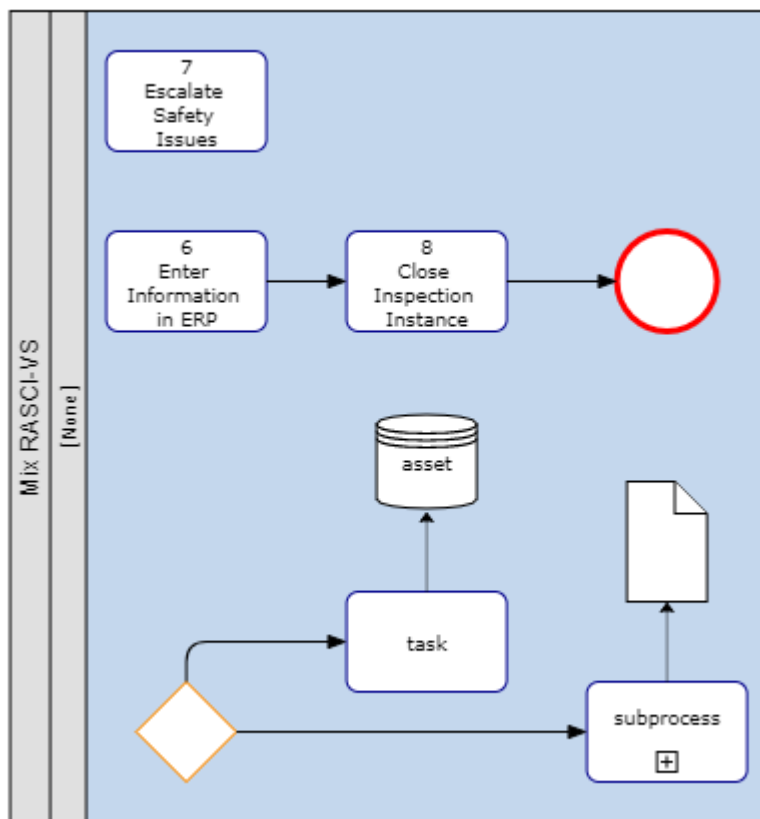 Mix RASCI-VS
[None]
7
Escalate
Safety
Issues
6
Enter
Information
in ERP
8
Close
Inspection
Instance
asset
task
subprocess